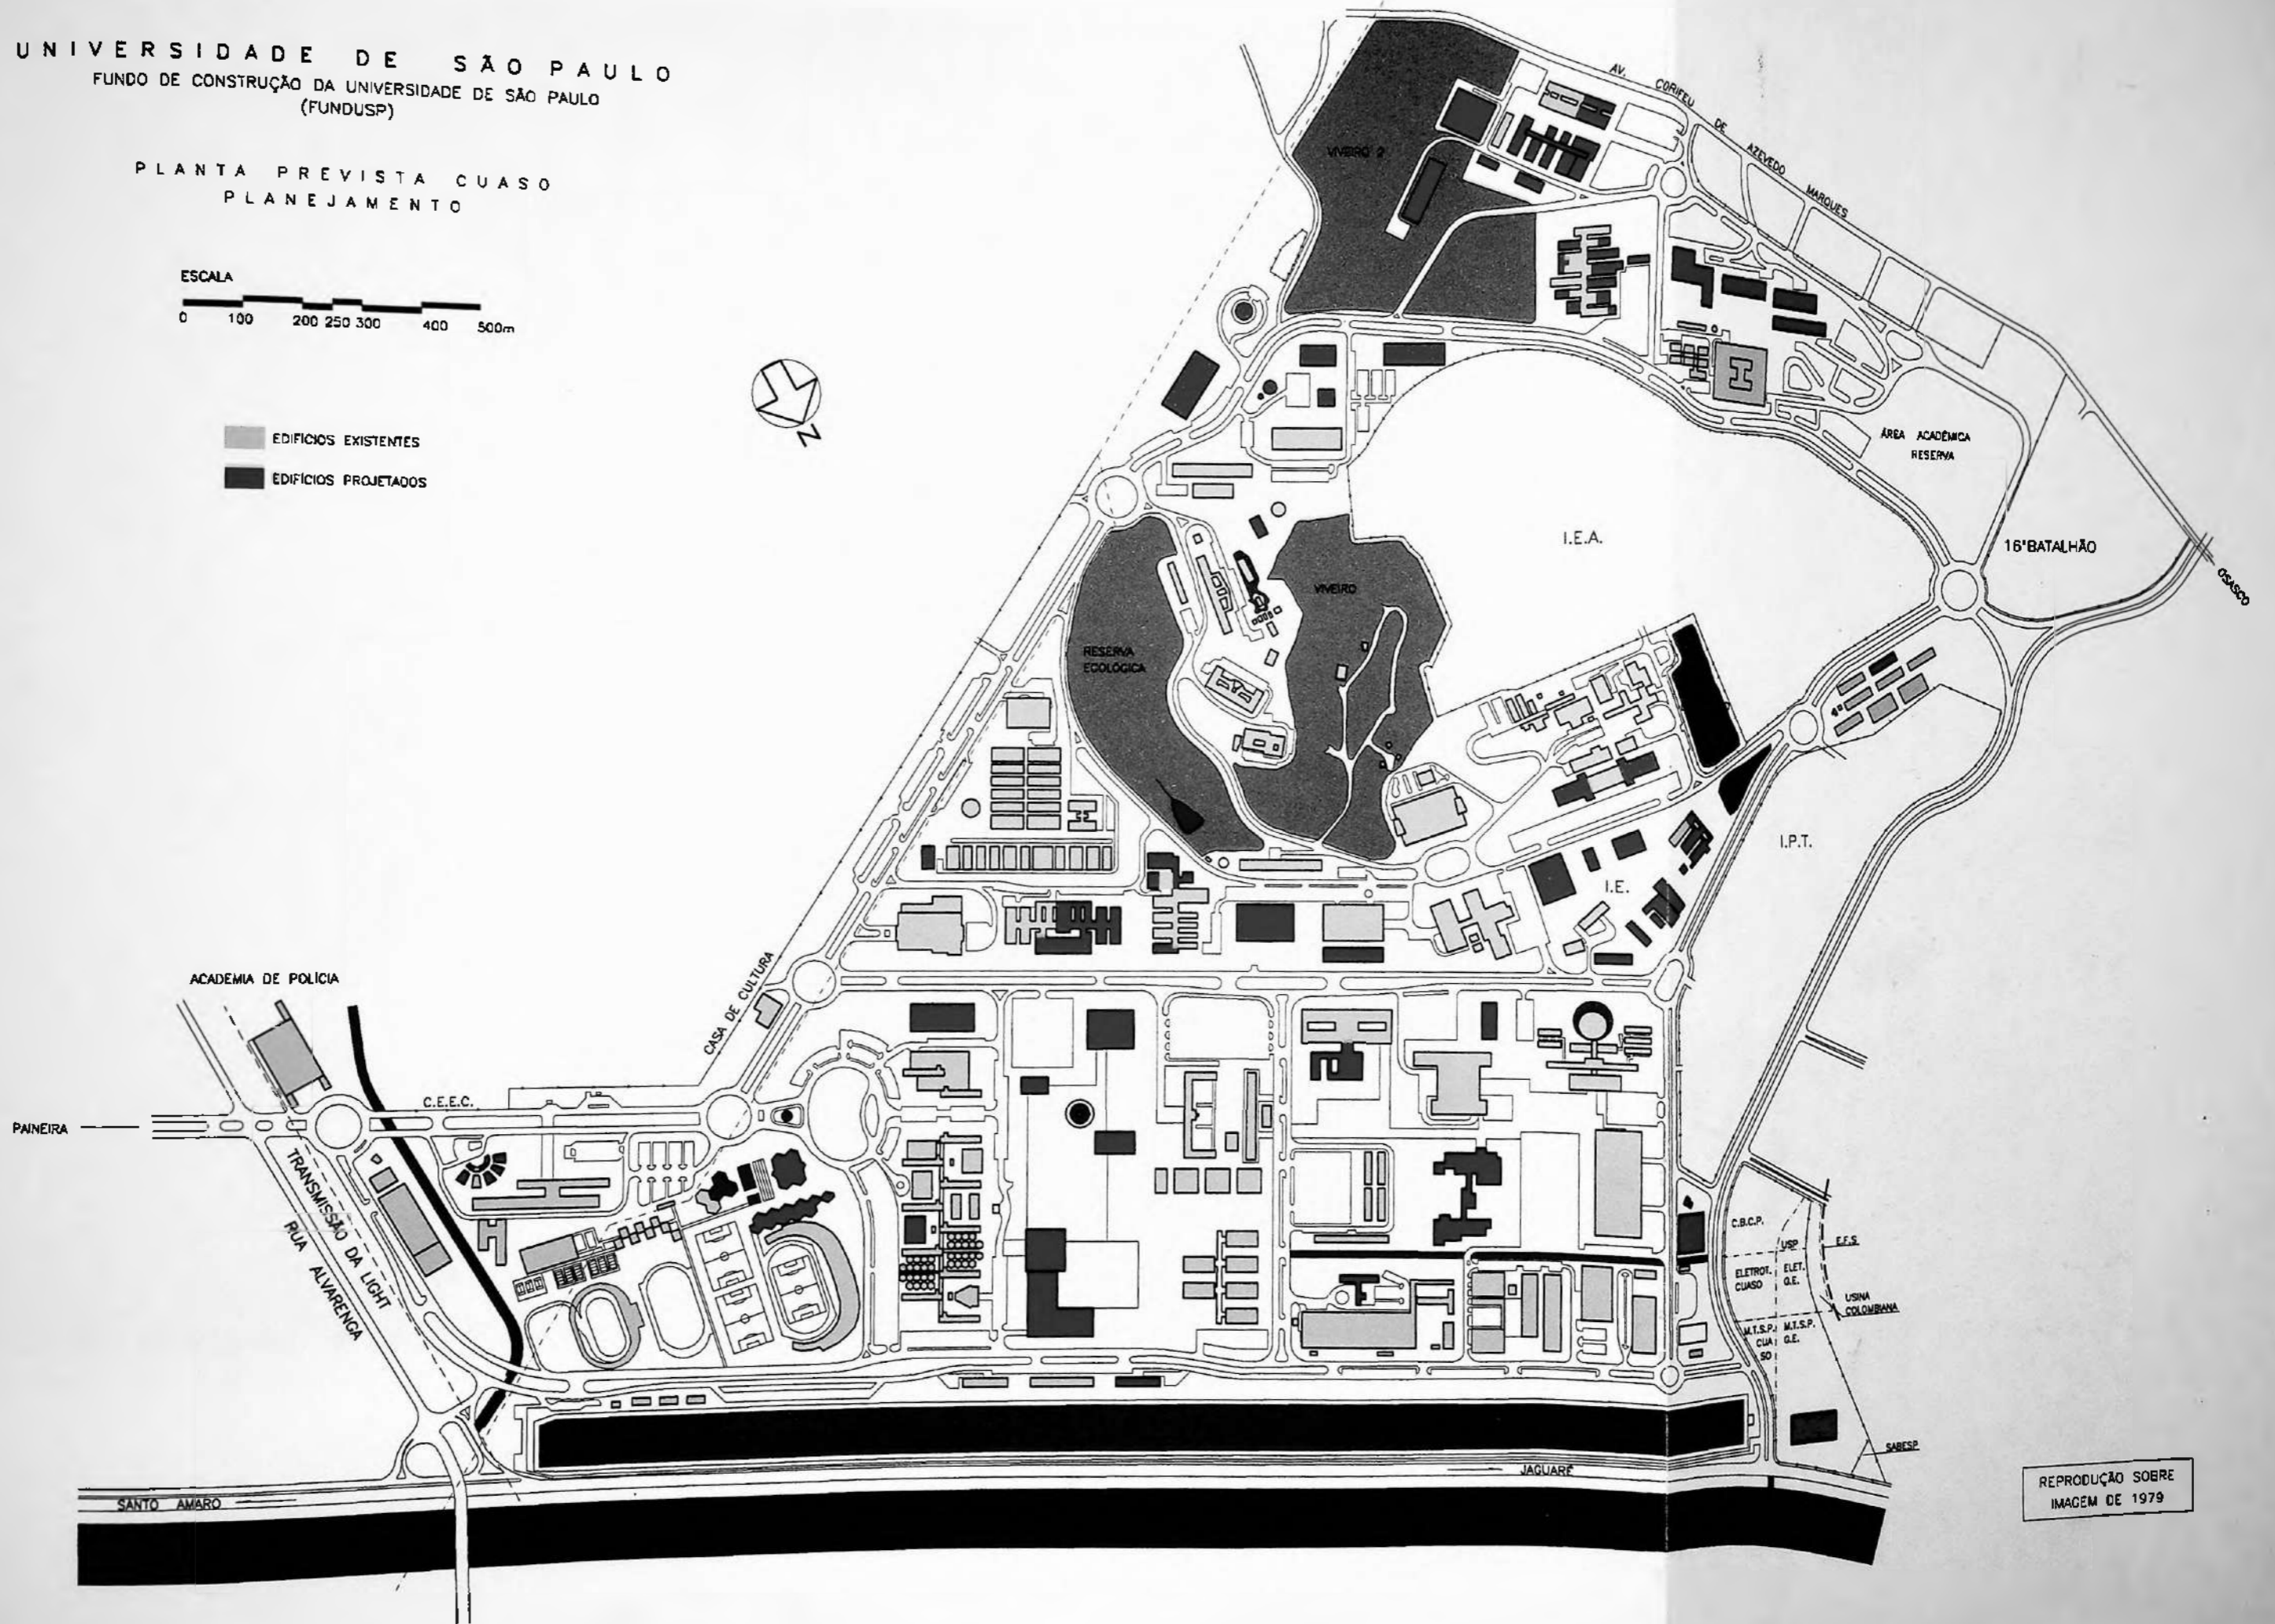 UNIVERSIDADE DE SÃO PAULO
FUNDO DE CONSTRUÇÃO DA UNIVERSIDADE DE SÃO PAULO
(FUNDUSP)
PLANTA PREVISTA CUASO
PLANEJAMENTO
ESCALA
0 100 200 250 300 400 500m
N
EDIFÍCIOS EXISTENTES
EDIFÍCIOS PROJETADOS
AV. CORIFEU DE AZEVEDO MARQUES
VIVEIRO 2
ÁREA ACADÊMICA
RESERVA
I.E.A.
16º BATALHÃO
OSASCO
VIVEIRO
RESERVA
ECOLÓGICA
I.P.T.
I.E.
CASA DE CULTURA
ACADEMIA DE POLÍCIA
C.E.E.C.
PAINEIRA
TRANSMISSÃO DA LIGHT
RUA ALVARENGA
C.B.C.P.
USP
E.F.S
ELETROT.
CUASO
ELET.
G.E.
USINA
COLOMBIANA
M.T.S.P.
CUA
SO
M.T.S.P.
G.E.
SABESP
JAGUARÉ
SANTO AMARO
REPRODUÇÃO SOBRE
IMAGEM DE 1979